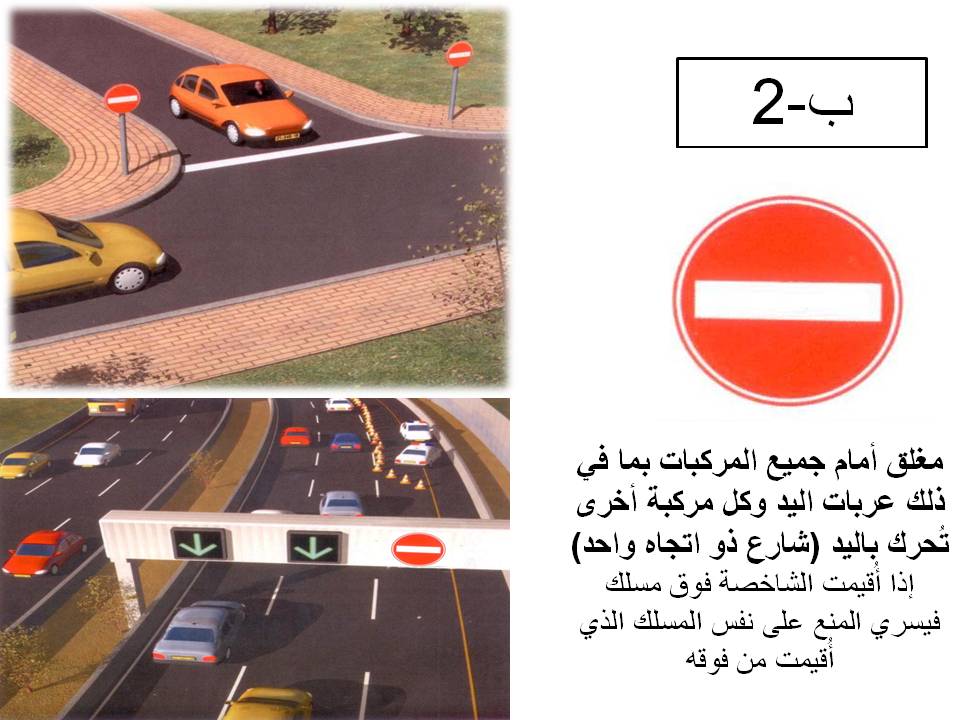 ب-2
مغلق أمام جميع المركبات بما في
ذلك عربات اليد وكل مركبة أخرى
تُحرك باليد (شارع ذو اتجاه واحد)
إذا أُقيمت الشاخصة فوق مسلك
فيسري المنع على نفس المسلك الذي
أُقيمت من فوقه